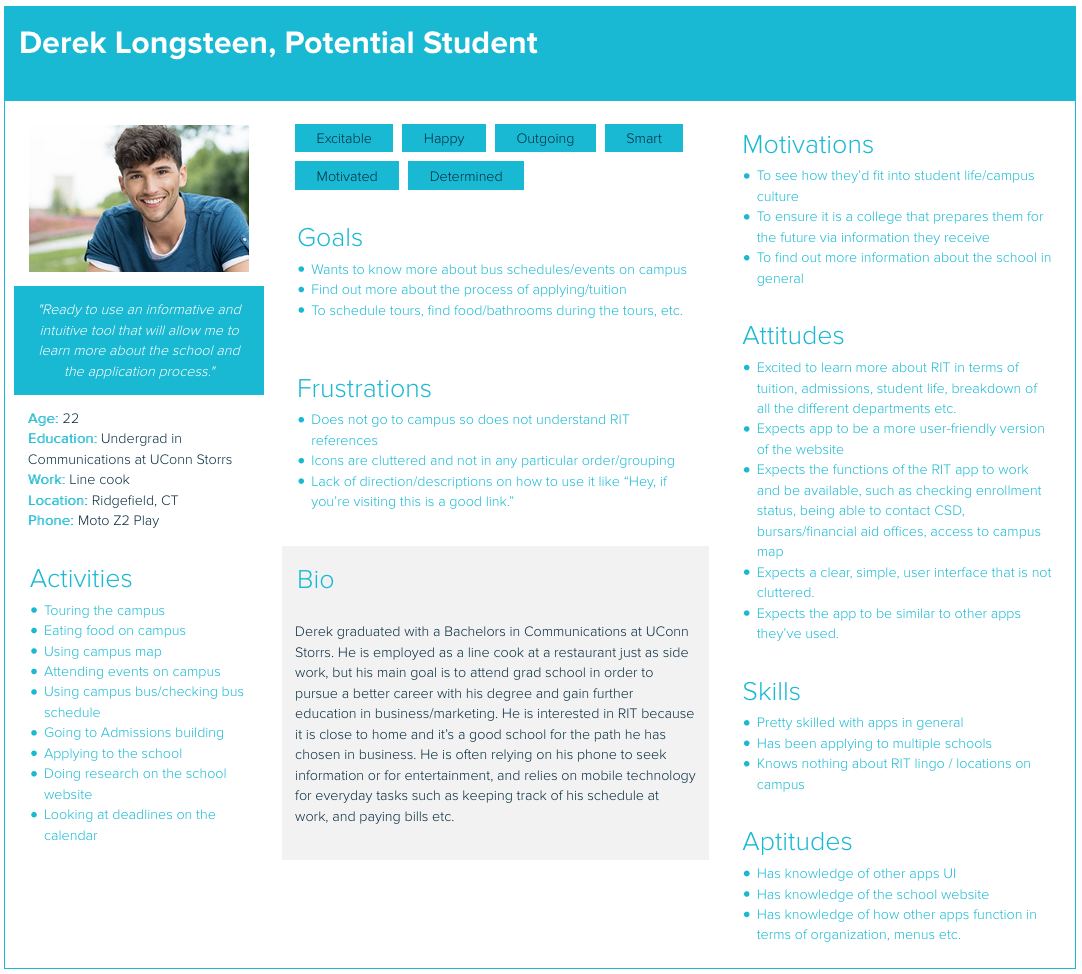 Derek Longsteen, Potential Student
"Ready to use an informative and
intuitive tool that will allow me to
learn more about the school and
the application process."
Age: 22
Education: Undergrad in
Communications at UConn Storrs
Work: Line cook
Location: Ridgefield, CT
Phone: Moto Z2 Play
Activities
• Touring the campus
• Eating food on campus
• Using campus map
• Attending events on campus
• Using campus bus/checking bus
schedule
• Going to Admissions building
• Applying to the school
• Doing research on the school
website
• Looking at deadlines on the
calendar
Excitable Happy Outgoing Smart
Motivated Determined
Goals
• Wants to know more about bus schedules/events on campus
• Find out more about the process of applying/tuition
• To schedule tours, find food/bathrooms during the tours, etc.
Frustrations
• Does not go to campus so does not understand RIT
references
• Icons are cluttered and not in any particular order/grouping
• Lack of direction/descriptions on how to use it like “Hey, if
you’re visiting this is a good link.”
Bio
Derek graduated with a Bachelors in Communications at UConn
Storrs. He is employed as a line cook at a restaurant just as side
work, but his main goal is to attend grad school in order to
pursue a better career with his degree and gain further
education in business/marketing. He is interested in RIT because
it is close to home and it’s a good school for the path he has
chosen in business. He is often relying on his phone to seek
information or for entertainment, and relies on mobile technology
for everyday tasks such as keeping track of his schedule at
work, and paying bills etc.
Motivations
• To see how they’d fit into student life/campus
culture
• To ensure it is a college that prepares them for
the future via information they receive
• To find out more information about the school in
general
Attitudes
• Excited to learn more about RIT in terms of
tuition, admissions, student life, breakdown of
all the different departments etc.
• Expects app to be a more user-friendly version
of the website
• Expects the functions of the RIT app to work
and be available, such as checking enrollment
status, being able to contact CSD,
bursars/financial aid offices, access to campus
map
• Expects a clear, simple, user interface that is not
cluttered.
• Expects the app to be similar to other apps
they’ve used.
Skills
• Pretty skilled with apps in general
• Has been applying to multiple schools
• Knows nothing about RIT lingo / locations on
campus
Aptitudes
• Has knowledge of other apps UI
• Has knowledge of the school website
• Has knowledge of how other apps function in
terms of organization, menus etc.